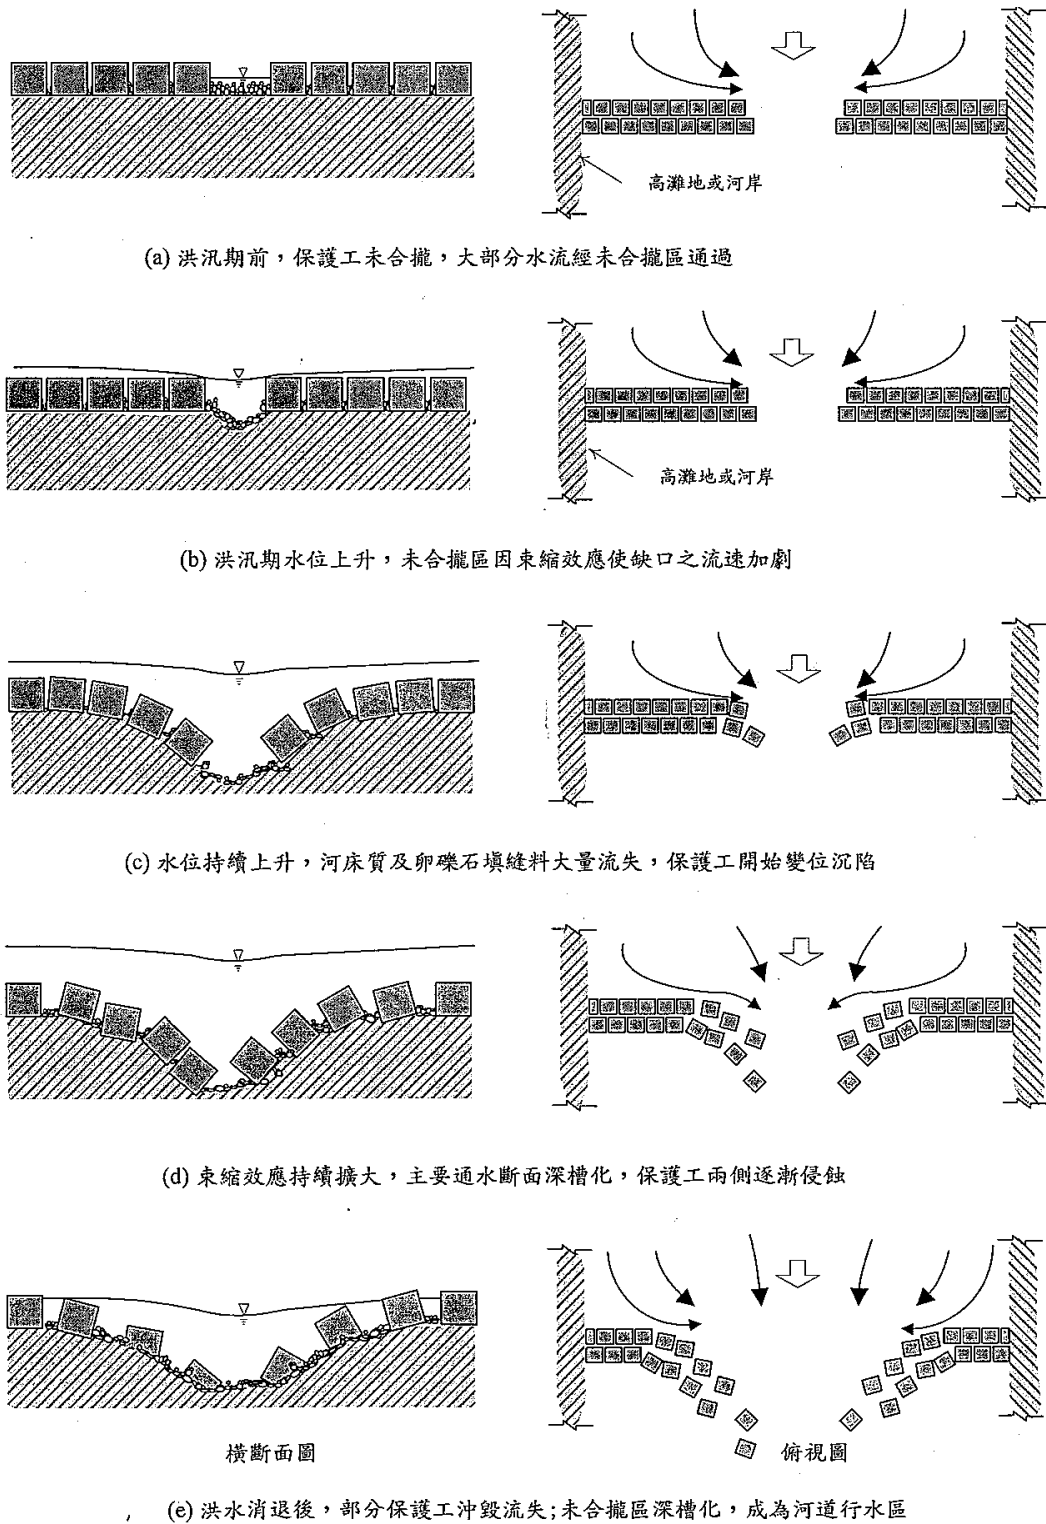 高灘地或河岸
(a) 洪汛期前，保護工未合攏，大部分水流經未合攏區通過
高灘地或河岸
(b) 洪汛期水位上升，未合攏區因束縮效應使缺口之流速加劇
(c) 水位持續上升，河床質及卵礫石填縫料大量流失，保護工開始變位沉陷
(d) 束縮效應持續擴大，主要通水斷面深槽化，保護工兩側逐漸侵蝕
橫斷面圖
俯視圖
(e) 洪水消退後，部分保護工沖毀流失;未合攏區深槽化，成為河道行水區